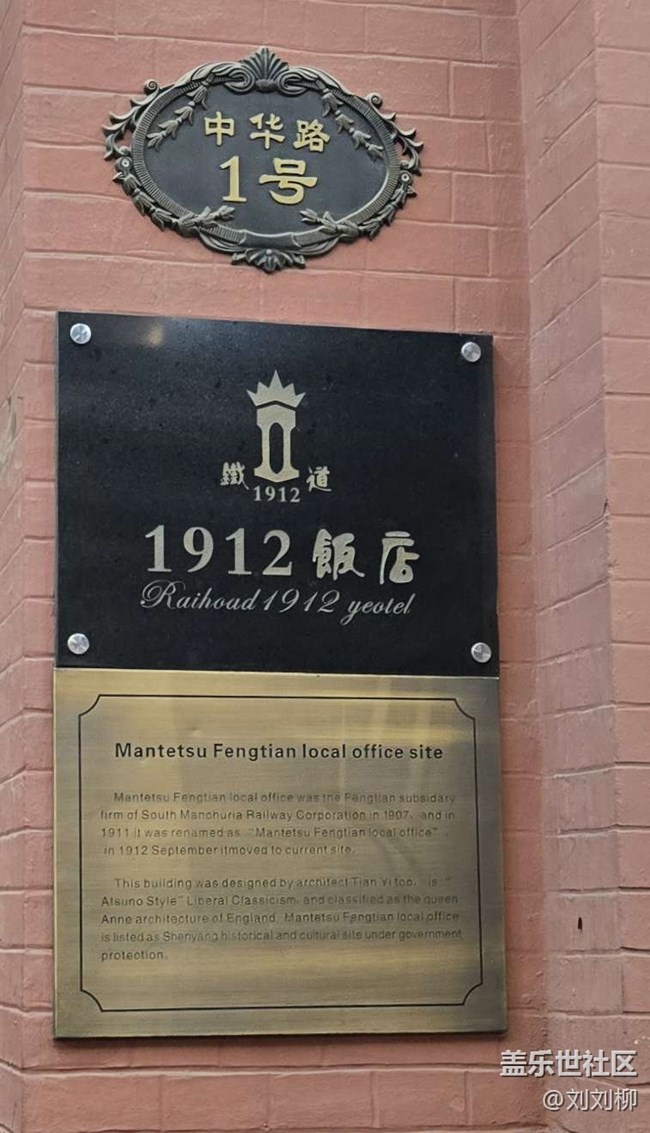 中华路
1号
鐵 道
1912
1912飯店
Raihoad 1912 yeotel
Mantetsu Fengtian local office site
Mantetsu Fengtian local office was the Fengtian subsidary
firm of South Manchuria Railway Corporation in 1907, and in
1911 it was renamed as "Mantetsu Fengtian local office",
in 1912 September itmoved to current site.
This building was designed by architect Tian Yi too, is "
Atsuno Style" Liberal Classicism, and classified as the queen
Anne architecture of England. Mantetsu Fengtian local office
is listed as Shenyang historical and cultural site under government
protection.
盖乐世社区
@刘刘柳